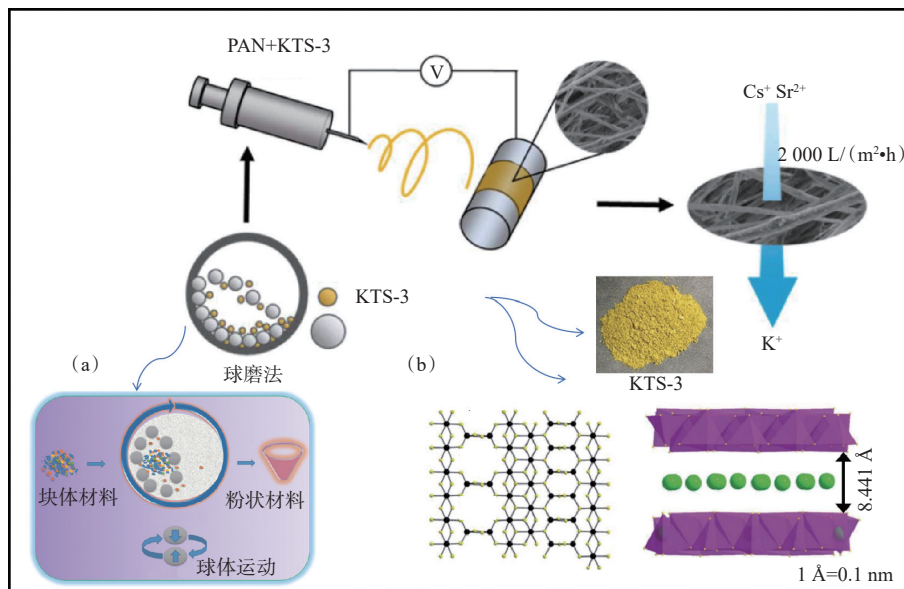 PAN+KTS-3
V
Cs⁺ Sr²⁺
2 000 L/(m²•h)
K⁺
KTS-3
球磨法
(a)
块体材料
粉状材料
球体运动
(b)
KTS-3
8.441 Å
1 Å=0.1 nm